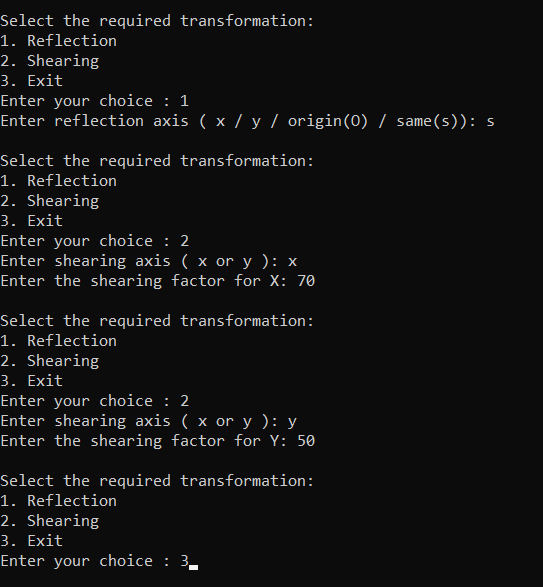 Select the required transformation:
1. Reflection
2. Shearing
3. Exit
Enter your choice : 1
Enter reflection axis ( x / y / origin(O) / same(s)): s

Select the required transformation:
1. Reflection
2. Shearing
3. Exit
Enter your choice : 2
Enter shearing axis ( x or y ): x
Enter the shearing factor for X: 70

Select the required transformation:
1. Reflection
2. Shearing
3. Exit
Enter your choice : 2
Enter shearing axis ( x or y ): y
Enter the shearing factor for Y: 50

Select the required transformation:
1. Reflection
2. Shearing
3. Exit
Enter your choice : 3